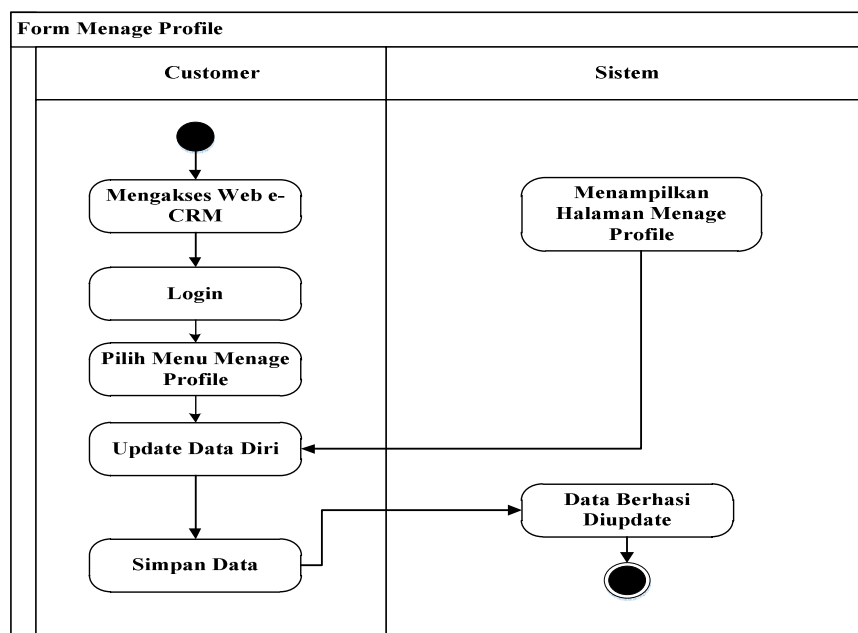 Form Menage Profile
Customer
Sistem
Mengakses Web e-
CRM
Login
Pilih Menu Menage
Profile
Update Data Diri
Simpan Data
Menampilkan
Halaman Menage
Profile
Data Berhasi
Diupdate